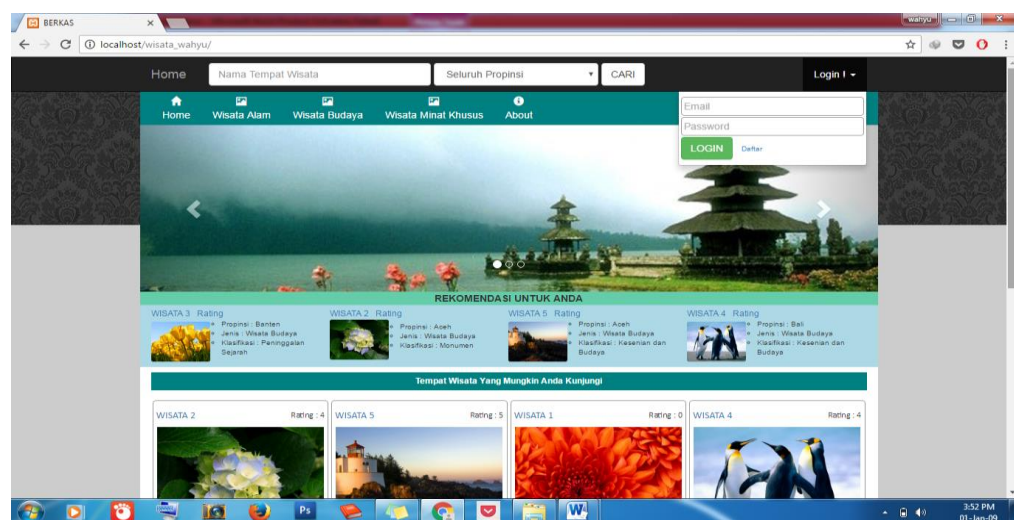 BERKAS
wahyu
localhost/wisata_wahyu/
Home
Nama Tempat Wisata
Seluruh Propinsi
CARI
Login !
Home
Wisata Alam
Wisata Budaya
Wisata Minat Khusus
About
Email
Password
LOGIN
Daftar
REKOMENDASI UNTUK ANDA
WISATA 3 Rating
Propinsi : Banten
Jenis : Wisata Budaya
Klasifikasi : Peninggalan
Sejarah
WISATA 2 Rating
Propinsi : Aceh
Jenis : Wisata Budaya
Klasifikasi : Monumen
WISATA 5 Rating
Propinsi : Aceh
Jenis : Wisata Budaya
Klasifikasi : Kesenian dan
Budaya
WISATA 4 Rating
Propinsi : Bali
Jenis : Wisata Budaya
Klasifikasi : Kesenian dan
Budaya
Tempat Wisata Yang Mungkin Anda Kunjungi
WISATA 2 Rating : 4
WISATA 5 Rating : 5
WISATA 1 Rating : 0
WISATA 4 Rating : 4
Ps
W
3:52 PM
01-Jan-09